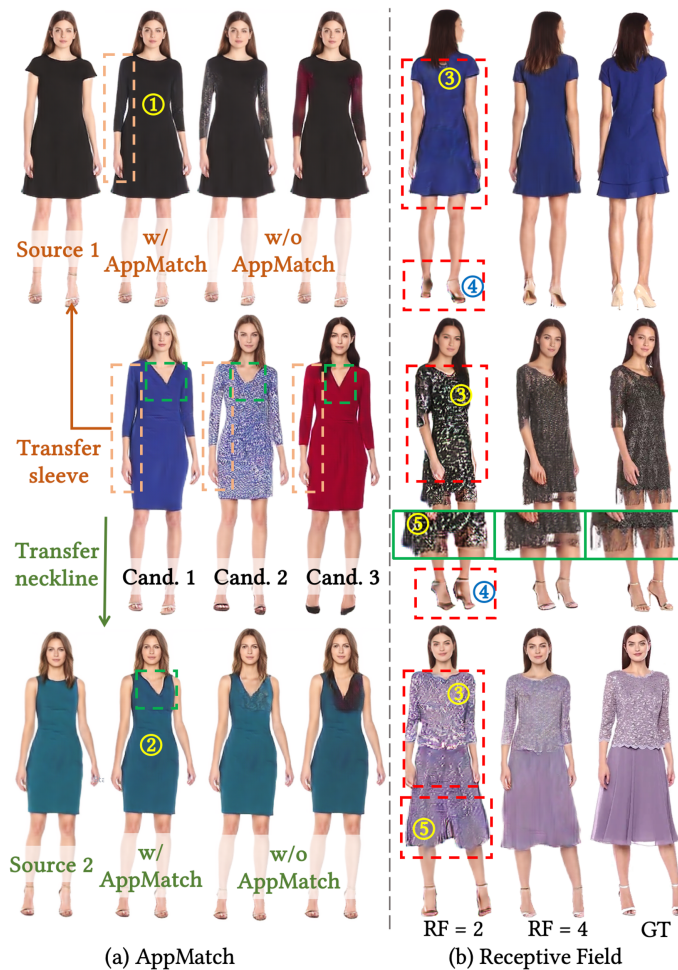 ①
Source 1
w/
AppMatch
w/o
AppMatch
Transfer
sleeve
Transfer
neckline
Cand. 1
Cand. 2
Cand. 3
②
Source 2
w/
AppMatch
w/o
AppMatch
(a) AppMatch
③
④
③
⑤
④
③
⑤
RF = 2
RF = 4
GT
(b) Receptive Field